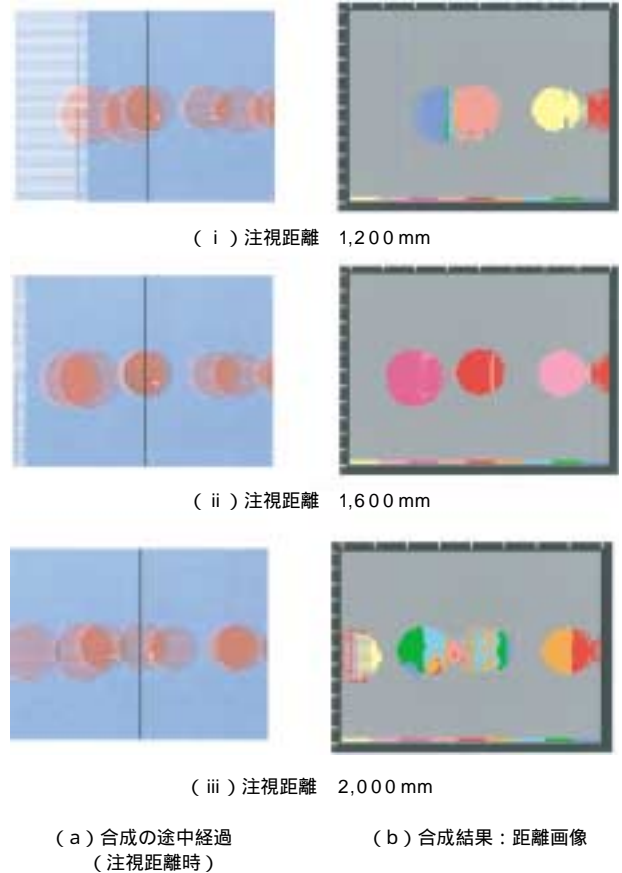 ( i ) 注視距離 1,200 mm
( ii ) 注視距離 1,600 mm
( iii ) 注視距離 2,000 mm
( a ) 合成の途中経過
( 注視距離時 )
( b ) 合成結果：距離画像